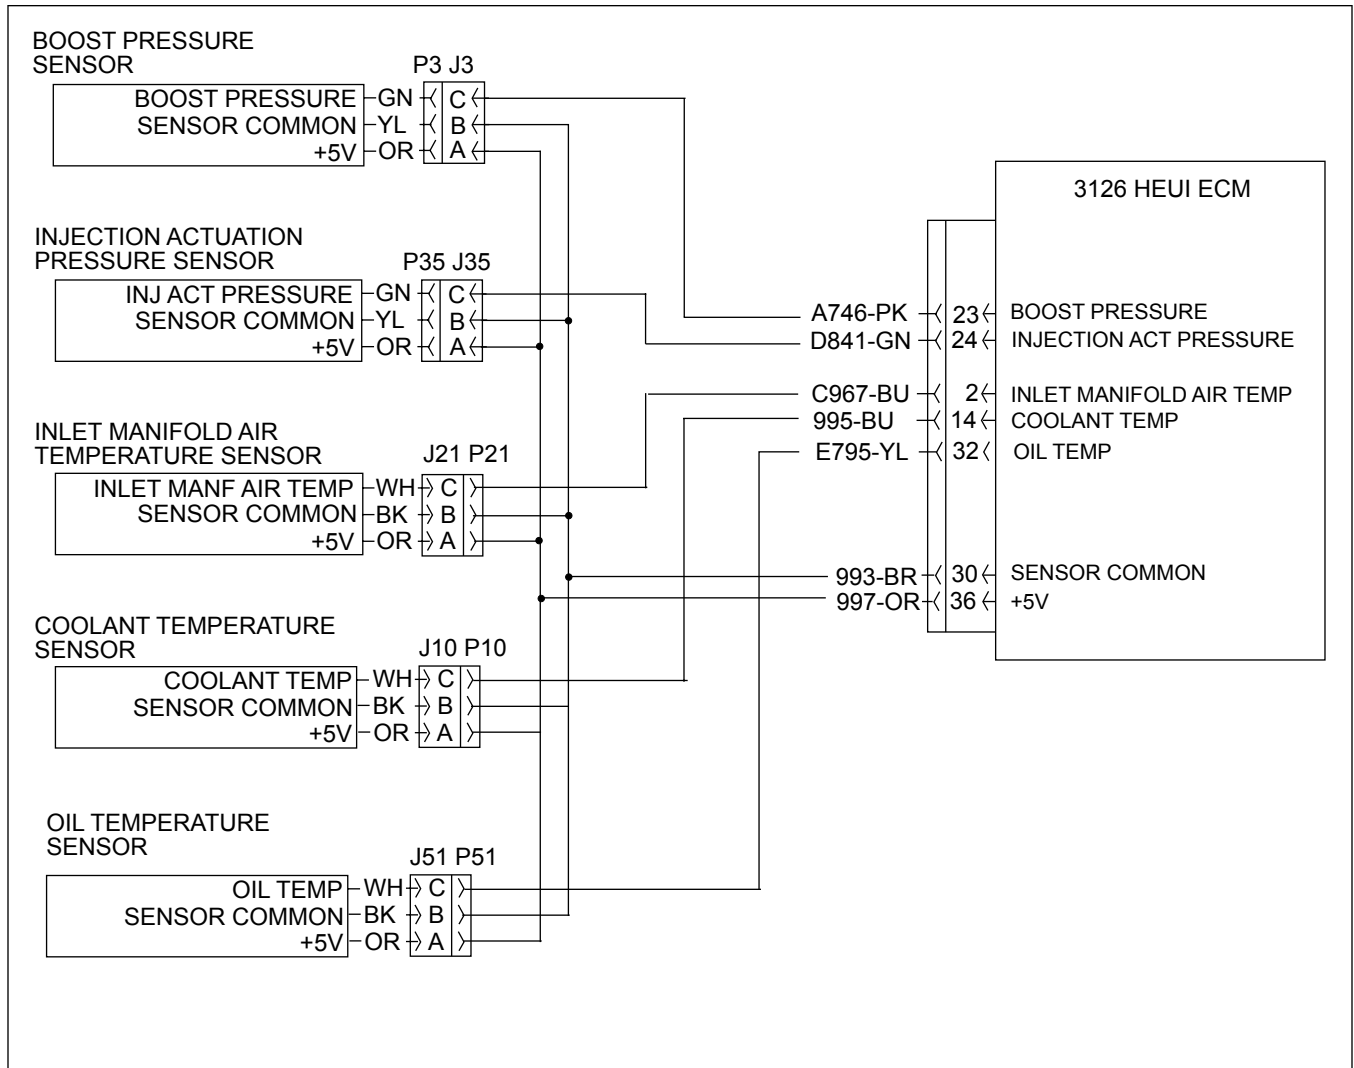 BOOST PRESSURE
SENSOR
P3 J3
BOOST PRESSURE GN C
SENSOR COMMON YL B
+5V OR A
INJECTION ACTUATION
PRESSURE SENSOR
P35 J35
INJ ACT PRESSURE GN C
SENSOR COMMON YL B
+5V OR A
INLET MANIFOLD AIR
TEMPERATURE SENSOR
J21 P21
INLET MANF AIR TEMP WH C
SENSOR COMMON BK B
+5V OR A
COOLANT TEMPERATURE
SENSOR
J10 P10
COOLANT TEMP WH C
SENSOR COMMON BK B
+5V OR A
OIL TEMPERATURE
SENSOR
J51 P51
OIL TEMP WH C
SENSOR COMMON BK B
+5V OR A
3126 HEUI ECM
A746-PK 23 BOOST PRESSURE
D841-GN 24 INJECTION ACT PRESSURE
C967-BU 2 INLET MANIFOLD AIR TEMP
995-BU 14 COOLANT TEMP
E795-YL 32 OIL TEMP
993-BR 30 SENSOR COMMON
997-OR 36 +5V